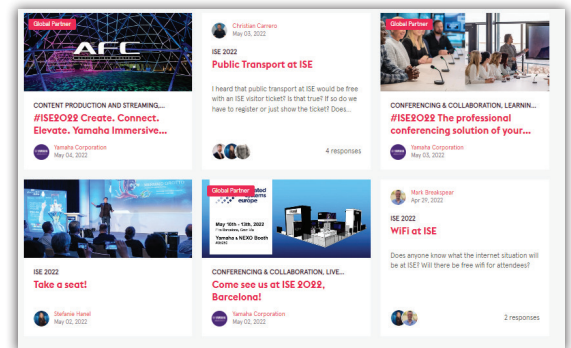 Global Partner
AFC
CONTENT PRODUCTION AND STREAMING,...
#ISE2022 Create. Connect.
Elevate. Yamaha Immersive...
Yamaha Corporation
May 04, 2022
Christian Carrero
May 03, 2022
ISE 2022
Public Transport at ISE
I heard that public transport at ISE would be free
with an ISE visitor ticket? Is that true? If so do we
have to register or just show the ticket? Does...
4 responses
Global Partner
CONFERENCING & COLLABORATION, LEARNIN...
#ISE2022 The professional
conferencing solution of your...
Yamaha Corporation
May 03, 2022
ISE 2022
Take a seat!
Stefanie Hanel
May 02, 2022
Global Partner
europe
May 10th - 13th, 2022
Yamaha & NEXO Booth
CONFERENCING & COLLABORATION, LIVE...
Come see us at ISE 2022,
Barcelona!
Yamaha Corporation
May 02, 2022
Mark Breakspear
Apr 29, 2022
ISE 2022
WiFi at ISE
Does anyone know what the internet situation will
be at ISE? Will there be free wifi for attendees?
2 responses